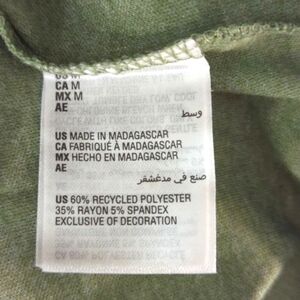 US M
CA M
MX M
AE
وسط
US MADE IN MADAGASCAR
CA FABRIQUÉ À MADAGASCAR
MX HECHO EN MADAGASCAR
AE
صنع في مدغشقر
US 60% RECYCLED POLYESTER
35% RAYON 5% SPANDEX
EXCLUSIVE OF DECORATION